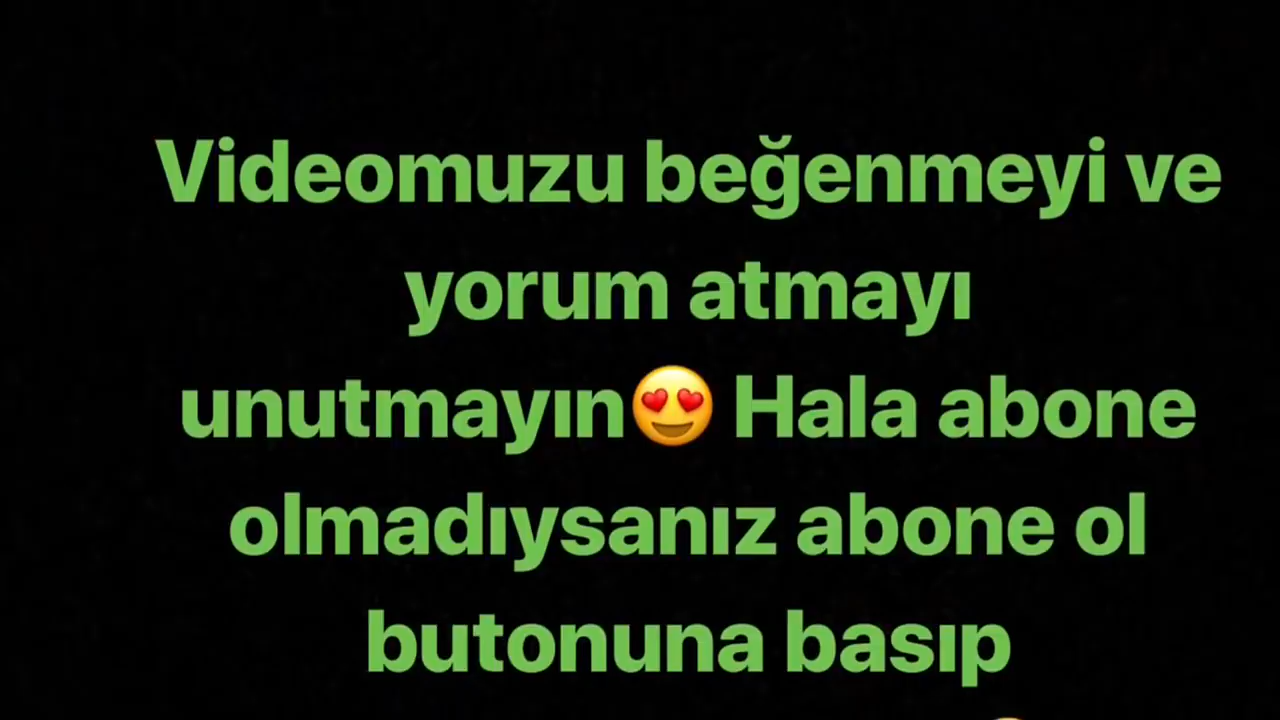 Videomuzu beğenmeyi ve
yorum atmayı
unutmayın😍 Hala abone
olmadıysanız abone ol
butonuna basıp